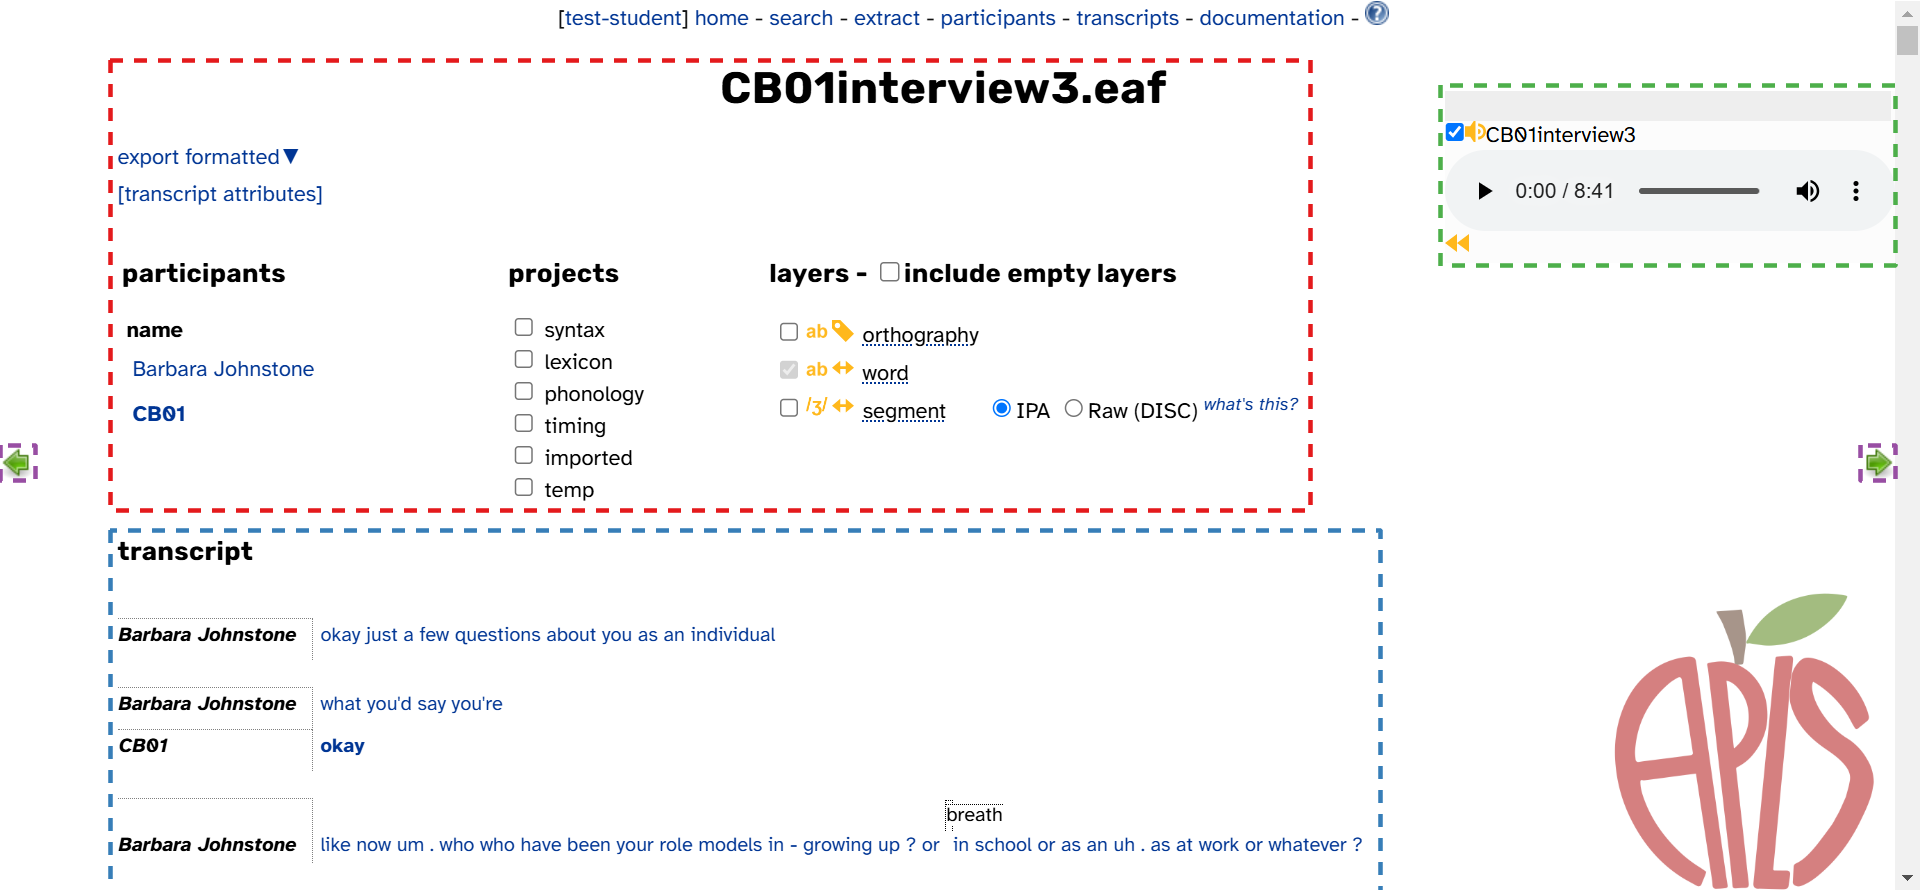 [test-student] home - search - extract - participants - transcripts - documentation - ?
CB01interview3.eaf
export formatted▼
[transcript attributes]
participants
name
Barbara Johnstone
CB01
projects
syntax
lexicon
phonology
timing
imported
temp
layers - include empty layers
ab orthography
ab word
/ʒ/ segment IPA Raw (DISC) what's this?
CB01interview3
0:00 / 8:41
transcript
Barbara Johnstone okay just a few questions about you as an individual
Barbara Johnstone what you'd say you're
CB01 okay
breath
Barbara Johnstone like now um . who who have been your role models in - growing up ? or in school or as an uh . as at work or whatever ?
APLS